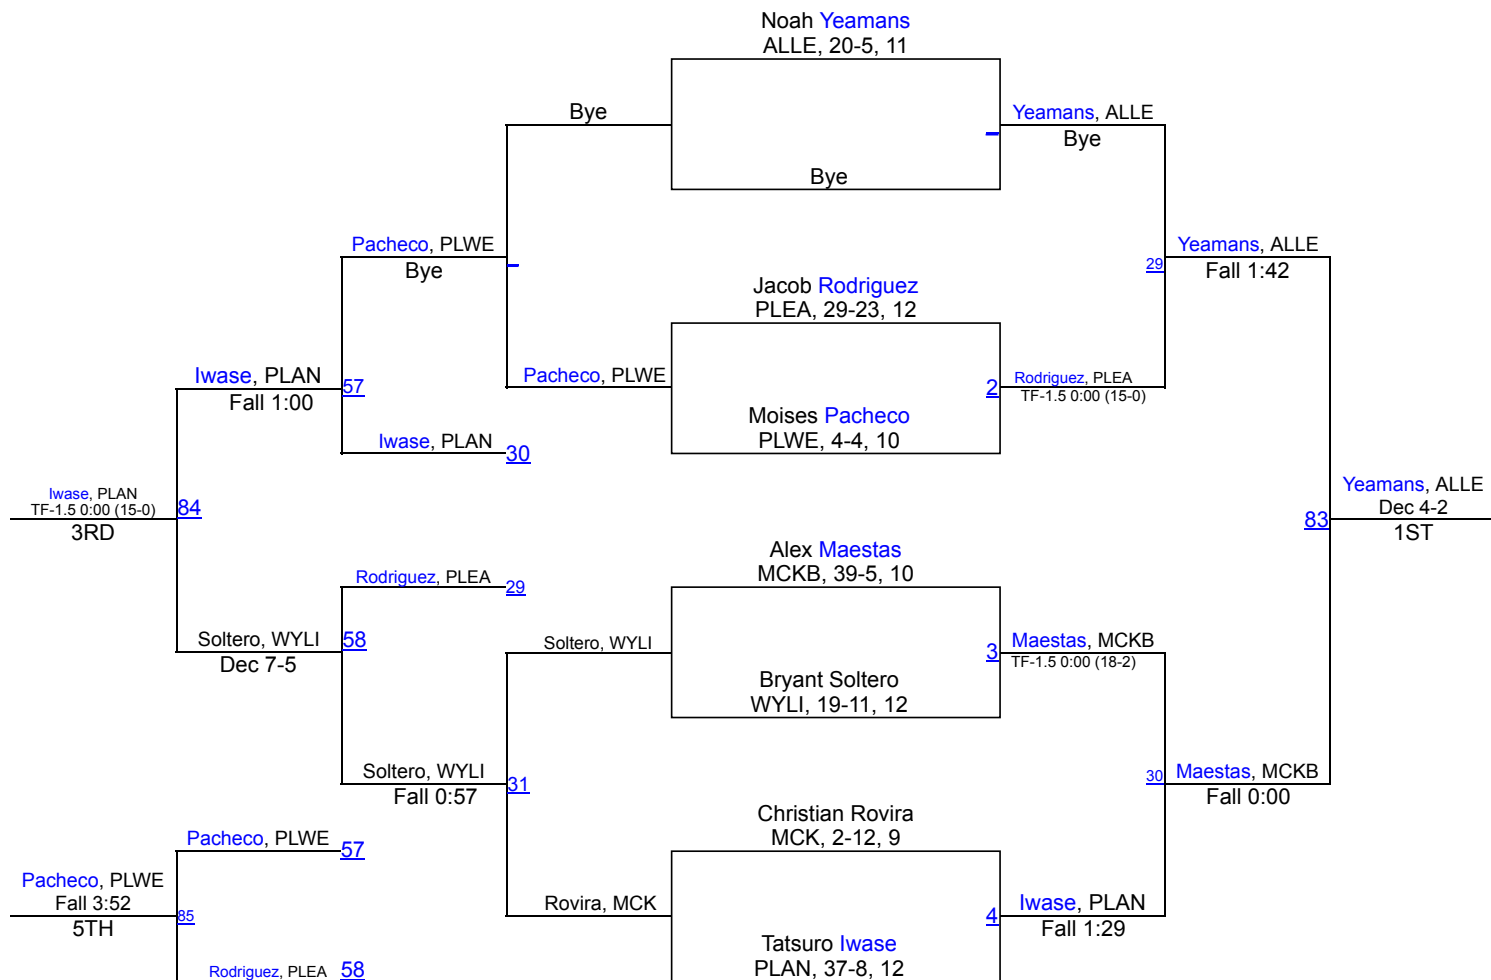 Noah Yeamans
ALLE, 20-5, 11
Bye
Yeamans, ALLE
Bye
Bye
Pacheco, PLWE
Bye
Yeamans, ALLE
29
Fall 1:42
Jacob Rodriguez
PLEA, 29-23, 12
Iwase, PLAN
57
Fall 1:00
Pacheco, PLWE
2
Rodriguez, PLEA
TF-1.5 0:00 (15-0)
Moises Pacheco
PLWE, 4-4, 10
Iwase, PLAN
30
Iwase, PLAN
TF-1.5 0:00 (15-0)
84
3RD
Yeamans, ALLE
Dec 4-2
83
1ST
Alex Maestas
MCKB, 39-5, 10
Rodriguez, PLEA
29
Soltero, WYLI
58
Dec 7-5
Soltero, WYLI
3
Maestas, MCKB
TF-1.5 0:00 (18-2)
Bryant Soltero
WYLI, 19-11, 12
Soltero, WYLI
31
Fall 0:57
30
Maestas, MCKB
Fall 0:00
Christian Rovira
MCK, 2-12, 9
Pacheco, PLWE
57
Pacheco, PLWE
Fall 3:52
85
5TH
Rovira, MCK
4
Iwase, PLAN
Fall 1:29
Tatsuro Iwase
PLAN, 37-8, 12
Rodriguez, PLEA
58